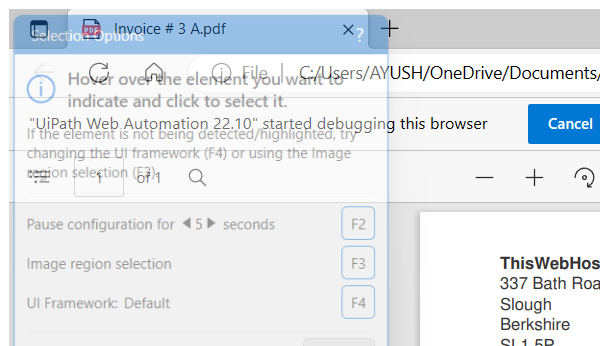 Invoice # 3 A.pdf
Selection Options
?
File
C:/Users/AYUSH/OneDrive/Documents/
Hover over the element you want to
indicate and click to select it.
"UiPath Web Automation 22.10" started debugging this browser
Cancel
If the element is not being detected/highlighted, try
changing the UI framework (F4) or using the Image
region selection (F3).
1
of 1
Pause configuration for 5 seconds
F2
Image region selection
F3
UI Framework: Default
F4
ThisWebHos
337 Bath Roa
Slough
Berkshire
SL1 5P